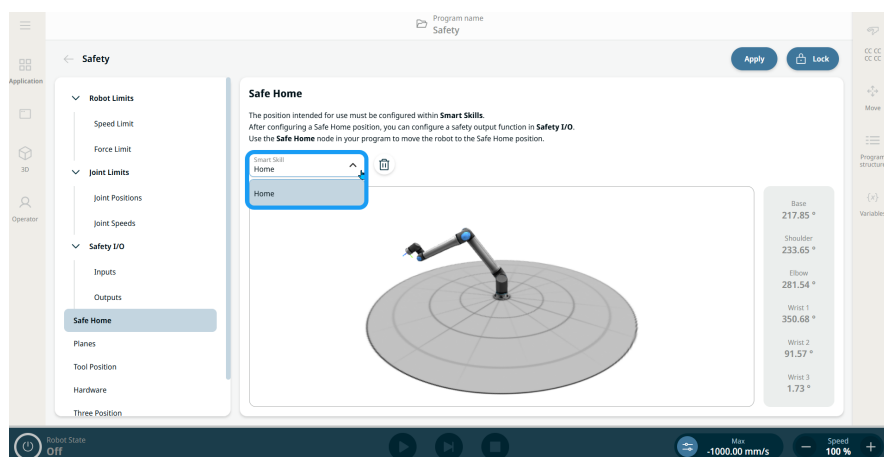 Program name
Safety
Application
3D
Operator
Safety
Apply
Lock
Robot Limits
Speed Limit
Force Limit
Joint Limits
Joint Positions
Joint Speeds
Safety I/O
Inputs
Outputs
Safe Home
Planes
Tool Position
Hardware
Three Position
Safe Home
The position intended for use must be configured within Smart Skills.
After configuring a Safe Home position, you can configure a safety output function in Safety I/O.
Use the Safe Home node in your program to move the robot to the Safe Home position.
Smart Skill
Home
Home
Base
217.85 °
Shoulder
233.65 °
Elbow
281.54 °
Wrist 1
350.68 °
Wrist 2
91.57 °
Wrist 3
1.73 °
CC CC
CC CC
Move
Program
structure
{x}
Variables
Robot State
Off
Max
-1000.00 mm/s
Speed
100 %